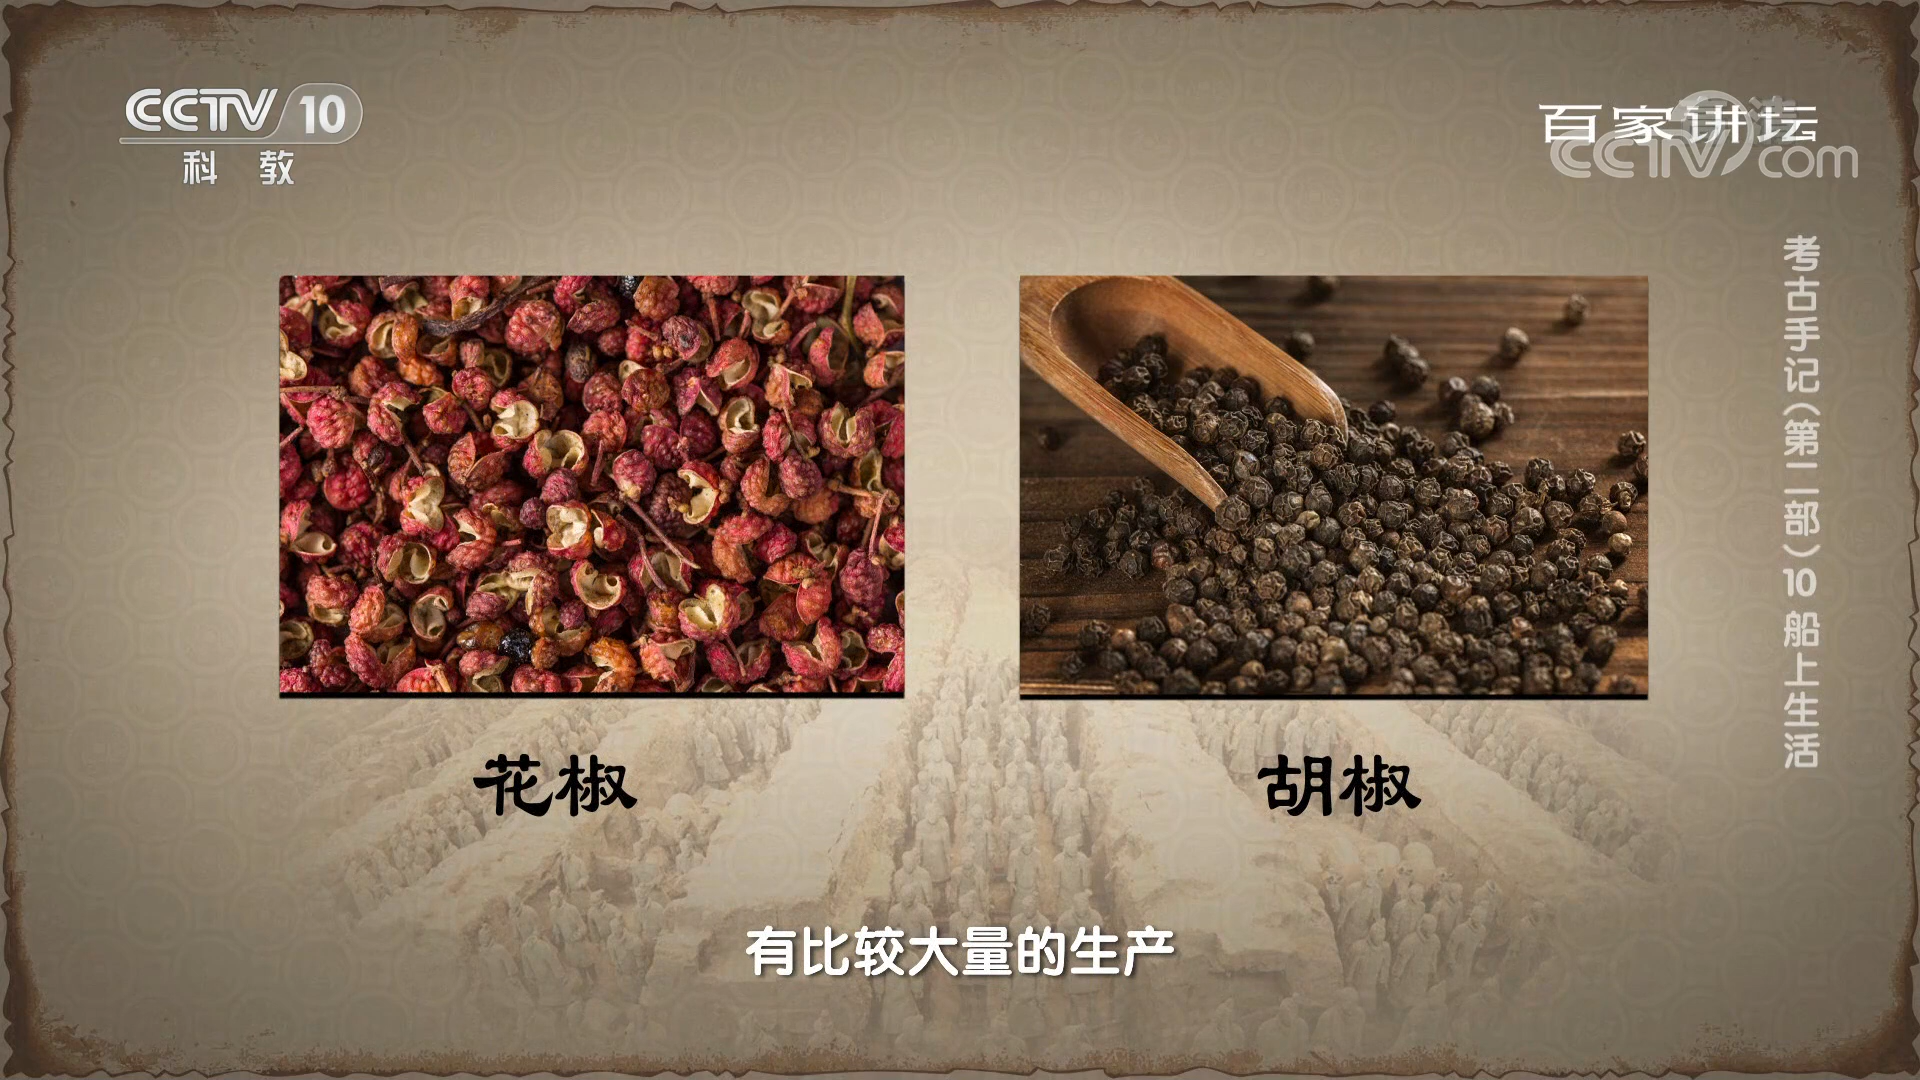 CCTV 10
科 教
百家讲坛
CCTV.com
考古手记（第二部）10 船上生活
花椒
胡椒
有比较大量的生产